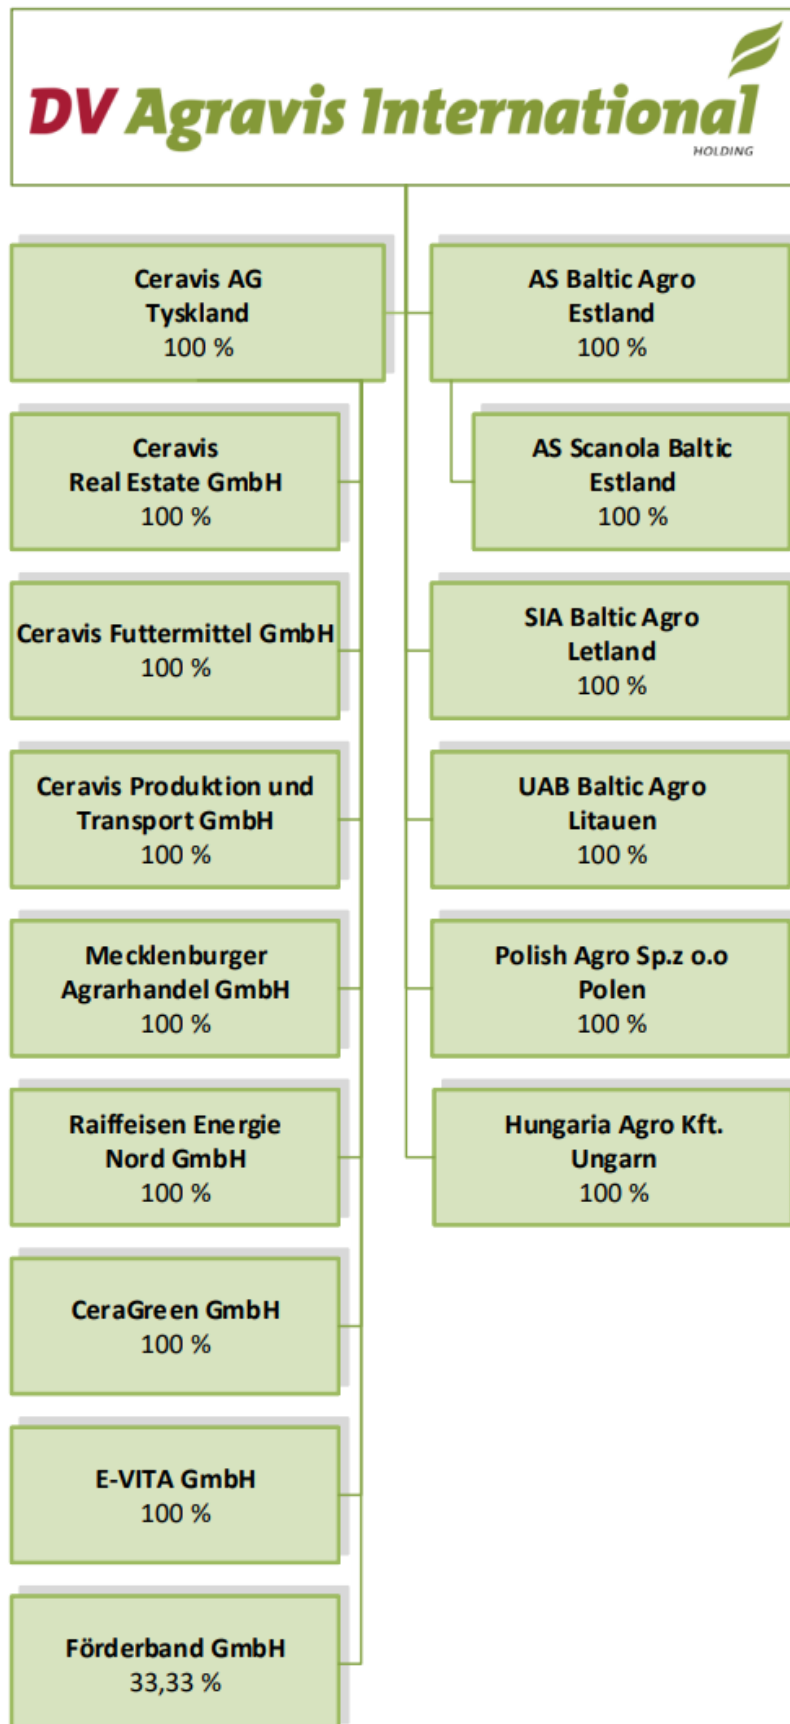 DV Agravis International
HOLDING
Ceravis AG
Tyskland
100 %
AS Baltic Agro
Estland
100 %
Ceravis
Real Estate GmbH
100 %
AS Scanola Baltic
Estland
100 %
Ceravis Futtermittel GmbH
100 %
SIA Baltic Agro
Letland
100 %
Ceravis Produktion und
Transport GmbH
100 %
UAB Baltic Agro
Litauen
100 %
Mecklenburger
Agrarhandel GmbH
100 %
Polish Agro Sp.z o.o
Polen
100 %
Raiffeisen Energie
Nord GmbH
100 %
Hungaria Agro Kft.
Ungarn
100 %
CeraGreen GmbH
100 %
E-VITA GmbH
100 %
Förderband GmbH
33,33 %